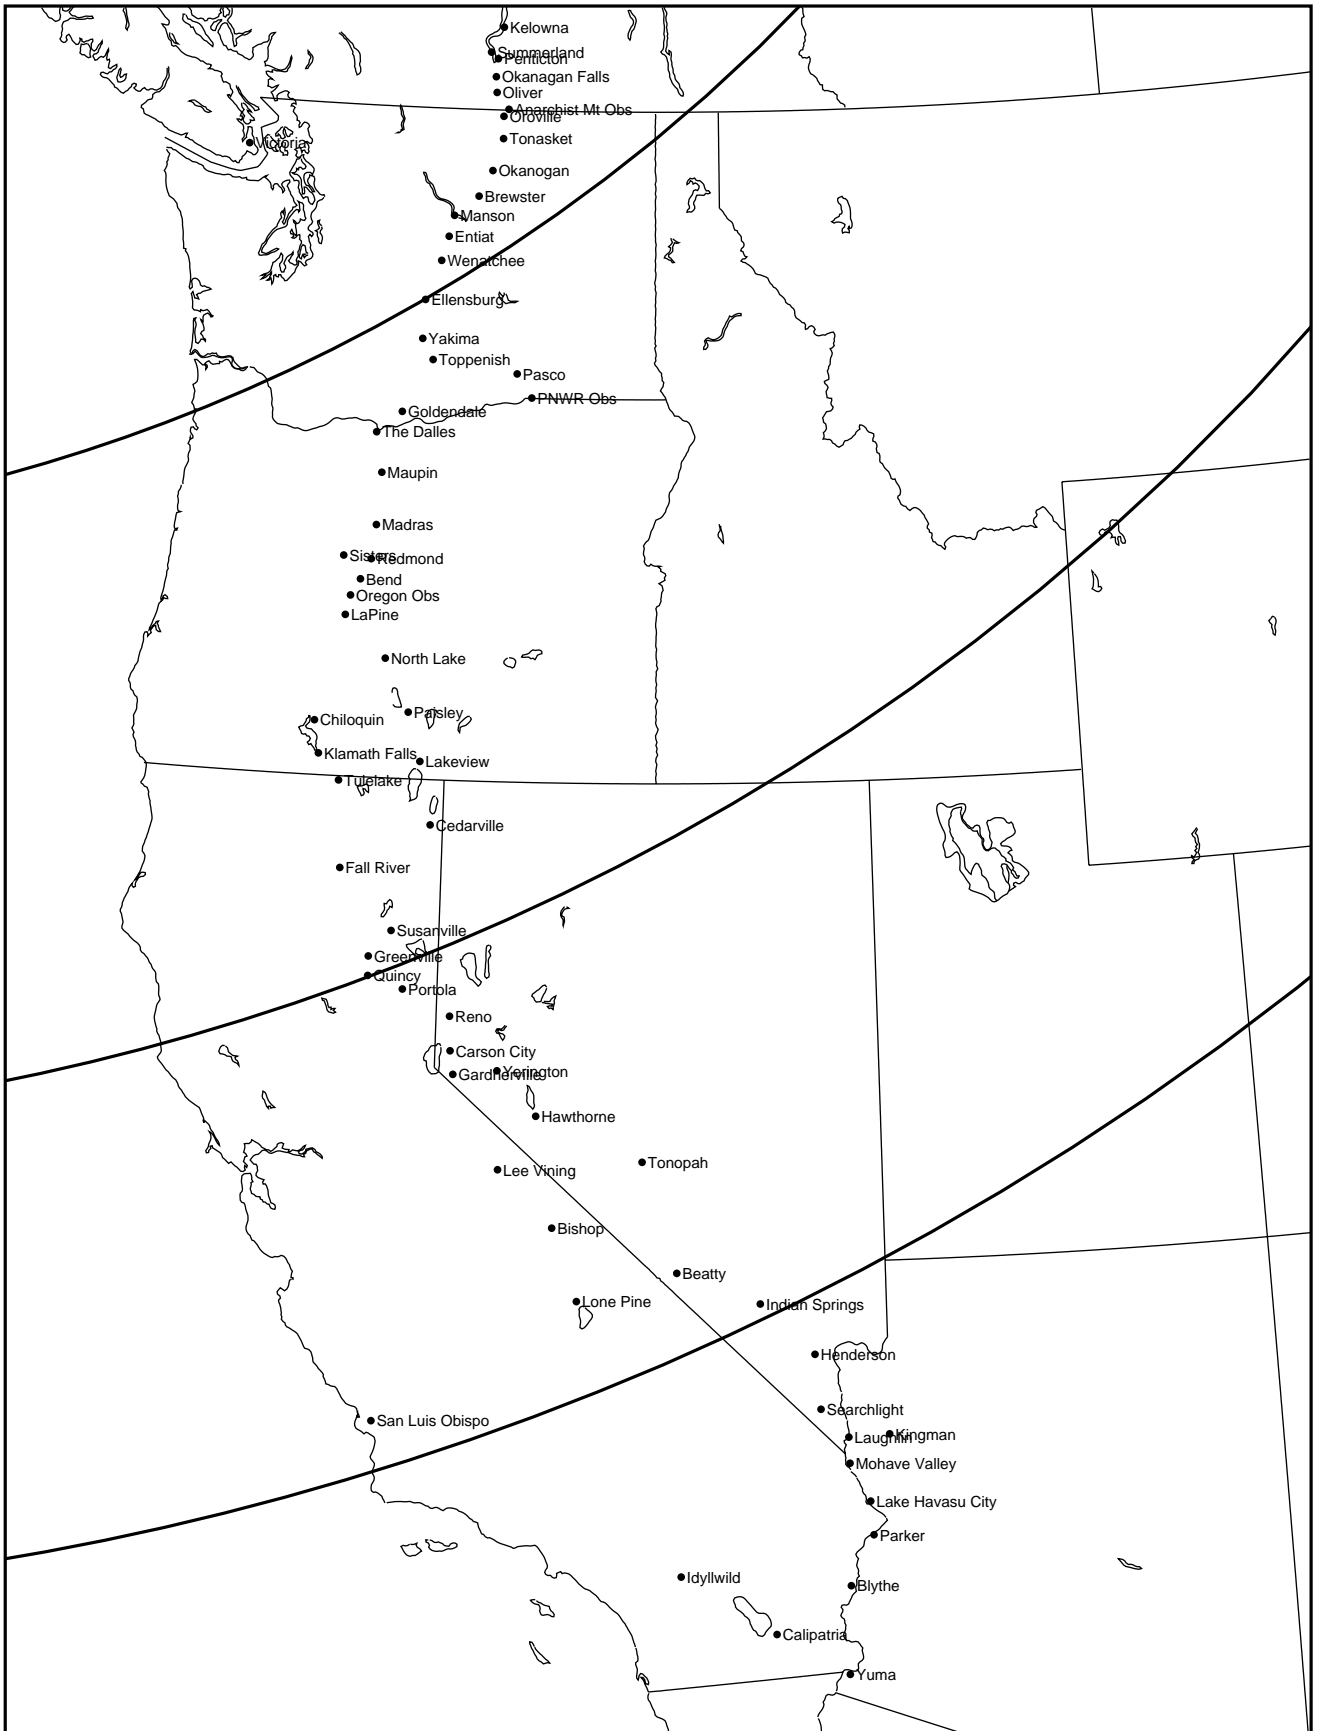 Kelowna
Summerland
Penticton
Okanagan Falls
Oliver
Anarchist Mt Obs
Oroville
Tonasket
Victoria
Okanogan
Brewster
Manson
Entiat
Wenatchee
Ellensburg
Yakima
Toppenish
Pasco
PNWR Obs
Goldendale
The Dalles
Maupin
Madras
Sisters
Redmond
Bend
Oregon Obs
LaPine
North Lake
Paisley
Chiloquin
Klamath Falls
Lakeview
Tulelake
Cedarville
Fall River
Susanville
Greenville
Quincy
Portola
Reno
Carson City
Yerington
Gardnerville
Hawthorne
Tonopah
Lee Vining
Bishop
Beatty
Lone Pine
Indian Springs
Henderson
Searchlight
San Luis Obispo
Kingman
Laughlin
Mohave Valley
Lake Havasu City
Parker
Idyllwild
Blythe
Calipatria
Yuma